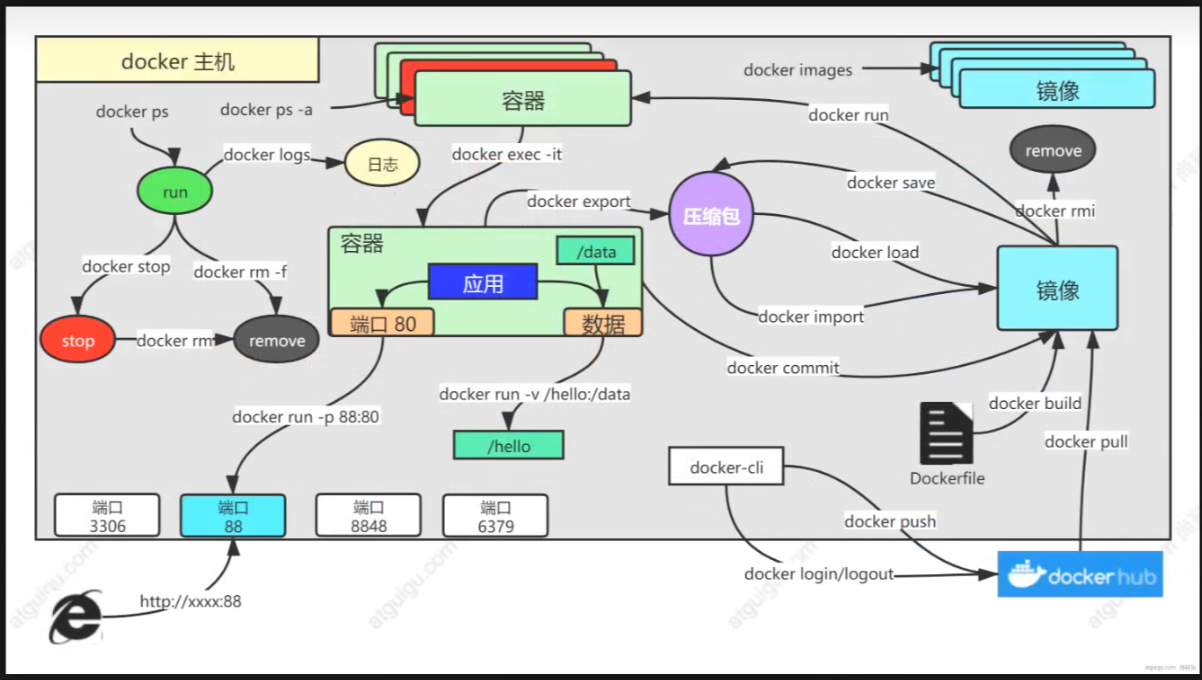 docker 主机
docker ps
docker ps -a
容器
docker images
镜像
docker run
docker logs
日志
docker exec -it
remove
run
docker export
压缩包
docker save
docker rmi
容器
/data
docker load
docker stop
docker rm -f
应用
镜像
端口 80
数据
docker import
stop
docker rm
remove
docker commit
docker run -v /hello:/data
docker build
docker run -p 88:80
/hello
docker pull
docker-cli
Dockerfile
端口
3306
端口
88
端口
8848
端口
6379
docker push
docker login/logout
docker hub
http://xxxx:88
atguigu.com
atguigu.com